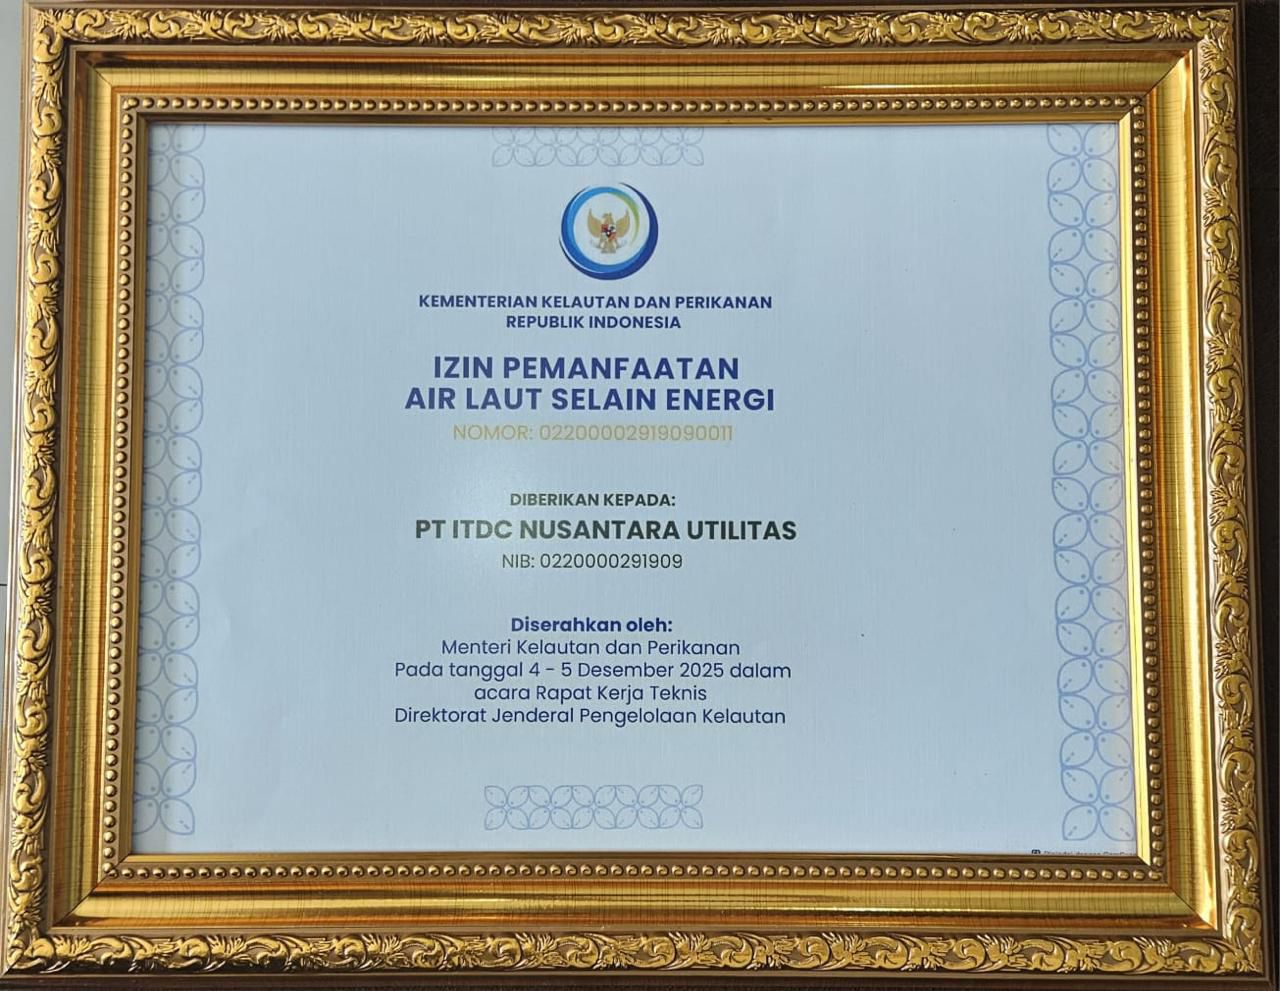 KEMENTERIAN KELAUTAN DAN PERIKANAN
REPUBLIK INDONESIA
IZIN PEMANFAATAN
AIR LAUT SELAIN ENERGI
NOMOR: 02200002919090011
DIBERIKAN KEPADA:
PT ITDC NUSANTARA UTILITAS
NIB: 0220000291909
Diserahkan oleh:
Menteri Kelautan dan Perikanan
Pada tanggal 4 - 5 Desember 2025 dalam
acara Rapat Kerja Teknis
Direktorat Jenderal Pengelolaan Kelautan